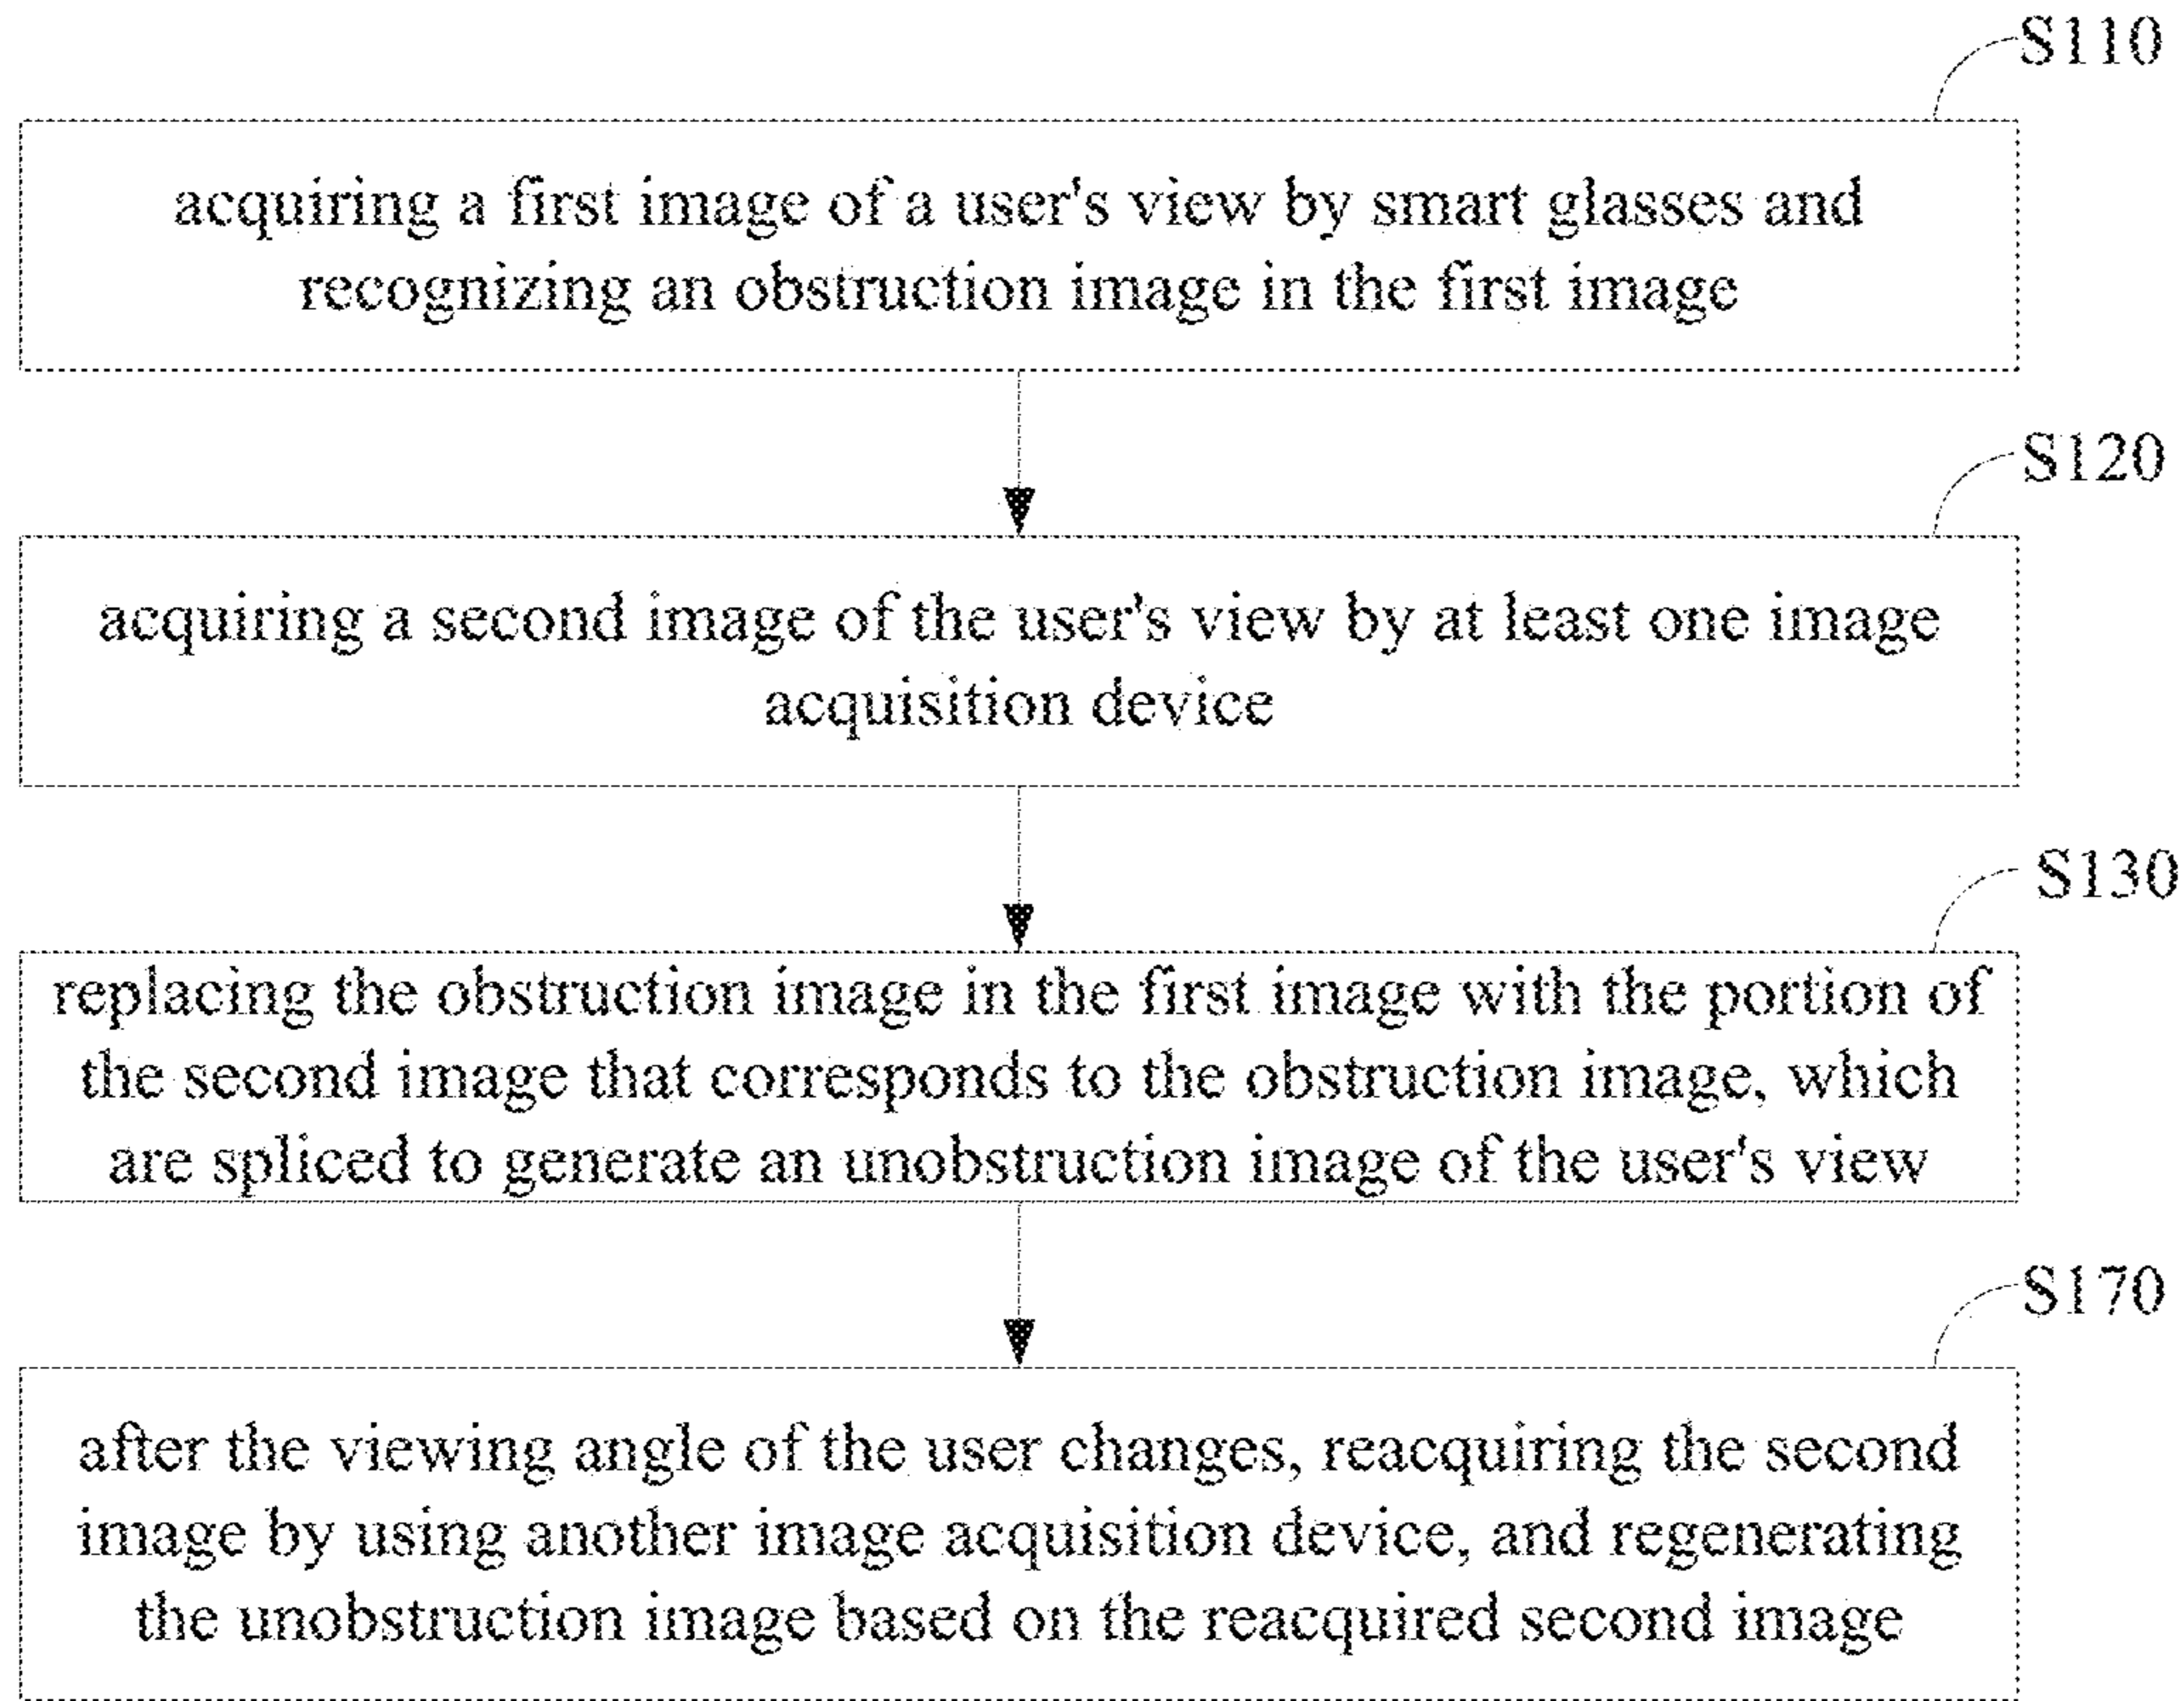 S110
acquiring a first image of a user's view by smart glasses and
recognizing an obstruction image in the first image
S120
acquiring a second image of the user's view by at least one image
acquisition device
S130
replacing the obstruction image in the first image with the portion of
the second image that corresponds to the obstruction image, which
are spliced to generate an unobstruction image of the user's view
S170
after the viewing angle of the user changes, reacquiring the second
image by using another image acquisition device, and regenerating
the unobstruction image based on the reacquired second image